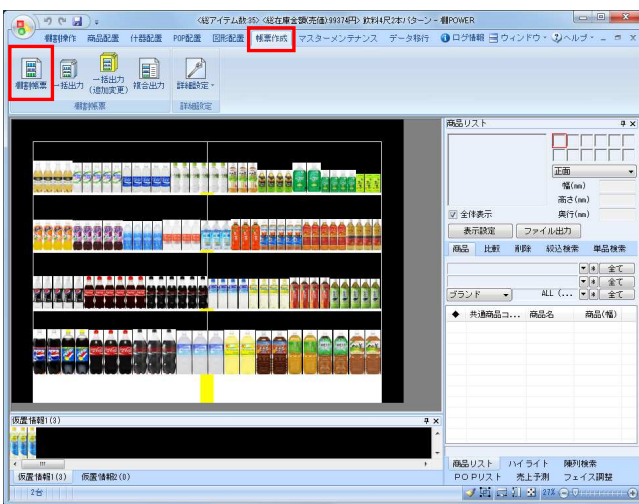 <総アイテム数:35> <総在庫金額(売価):99374円> 飲料4尺2本パターン - 棚POWER
棚割操作 商品配置 什器配置 POP配置 図形配置 帳票作成 マスターメンテナンス データ移行 ログ情報 ウィンドウ ヘルプ
棚割帳票 一括出力 一括出力(追加変更) 複合出力 詳細設定
棚割帳票 詳細設定
商品リスト
正面
幅(mm)
高さ(mm)
全体表示 奥行(mm)
表示設定 ファイル出力
商品 比較 削除 絞込検索 単品検索
* 全て
* 全て
ブランド ALL (... * 全て
◆ 共通商品コ... 商品名 商品(幅)
仮置情報1(3)
仮置情報1(3) 仮置情報2(0)
商品リスト ハイライト 陳列検索
POPリスト 売上予測 フェイス調整
2台 27%